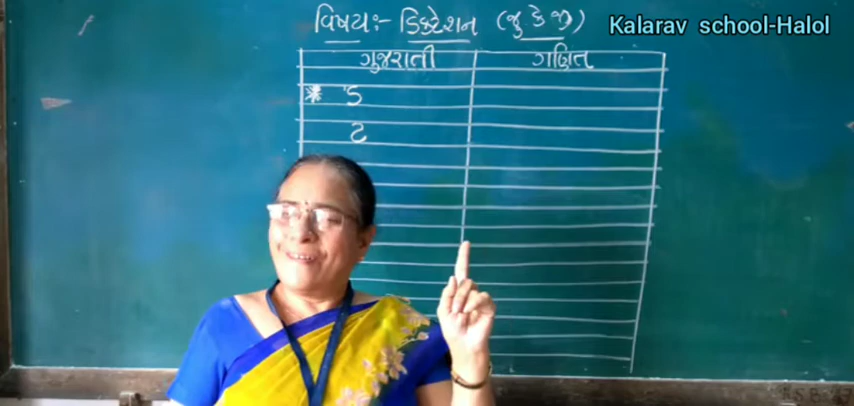 વિષય:- ડિક્ટેશન (જુ કે.જી)
Kalarav school-Halol
ગુજરાતી ગણિત
* ડ
ટ